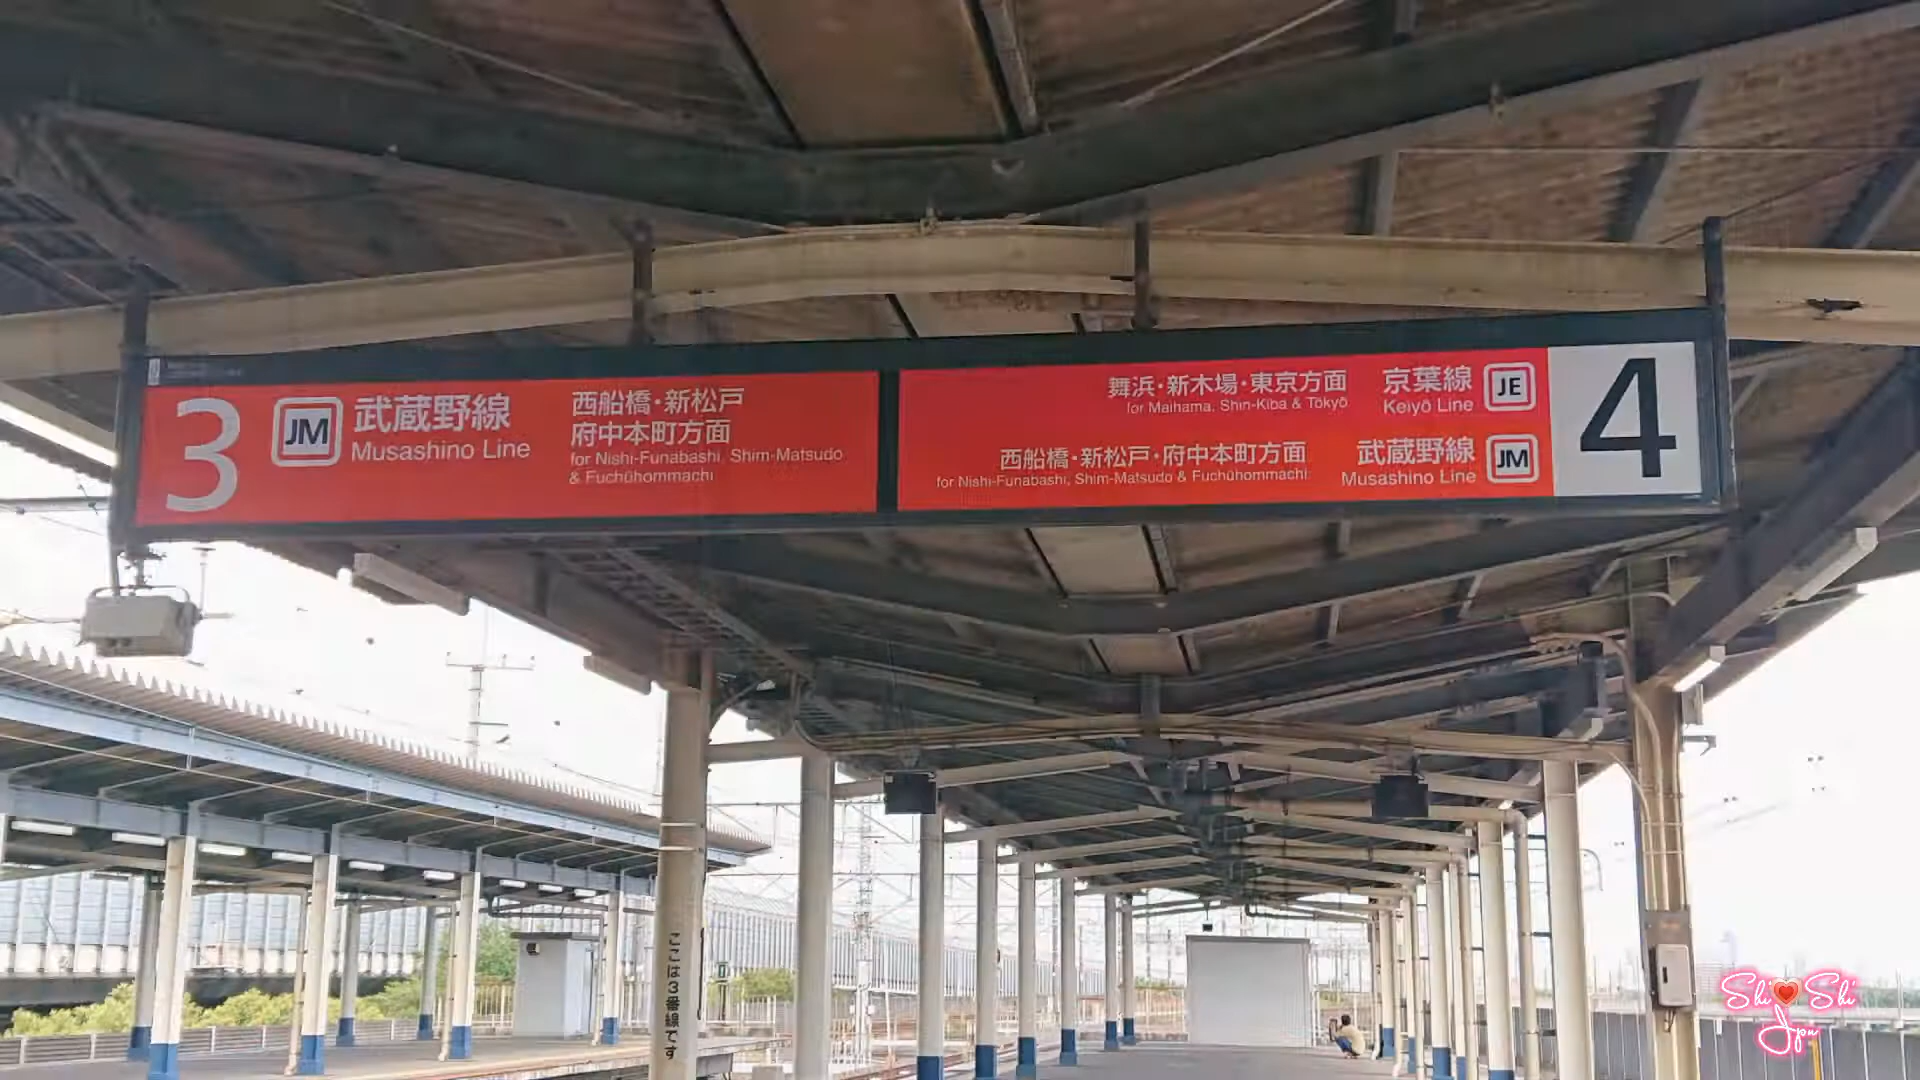 3
JM
武蔵野線
Musashino Line
西船橋・新松戸
府中本町方面
for Nishi-Funabashi, Shim-Matsudo
& Fuchūhommachi
舞浜・新木場・東京方面
for Maihama, Shin-Kiba & Tōkyō
京葉線
Keiyō Line
JE
西船橋・新松戸・府中本町方面
for Nishi-Funabashi, Shim-Matsudo & Fuchūhommachi
武蔵野線
Musashino Line
JM
4
ここは3番線です
Shi Shi
Jpn